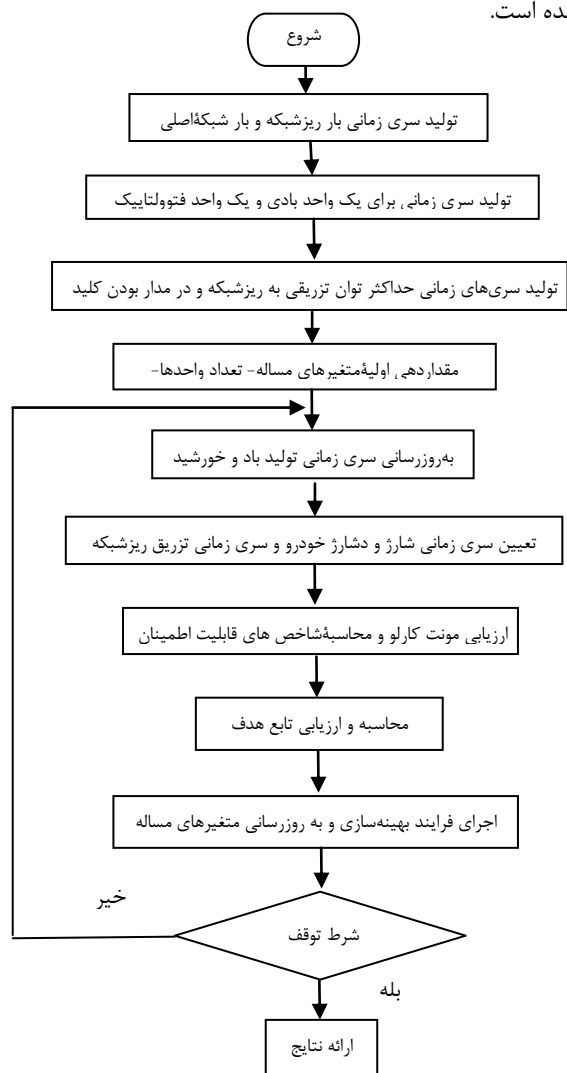 ده است.
شروع
تولید سری زمانی بار ریزشبکه و بار شبکهٔاصلی
تولید سری زمانی برای یک واحد بادی و یک واحد فتوولتاییک
تولید سری‌های زمانی حداکثر توان تزریقی به ریزشبکه و در مدار بودن کلید
مقداردهی اولیهٔمتغیرهای مساله- تعداد واحدها-
به‌روزرسانی سری زمانی تولید باد و خورشید
تعیین سری زمانی شارژ و دشارژ خودرو و سری زمانی تزریق ریزشبکه
ارزیابی مونت کارلو و محاسبهٔشاخص های قابلیت اطمینان
محاسبه و ارزیابی تابع هدف
اجرای فرایند بهینه‌سازی و به روزرسانی متغیرهای مساله
خیر
شرط توقف
بله
ارائه نتایج